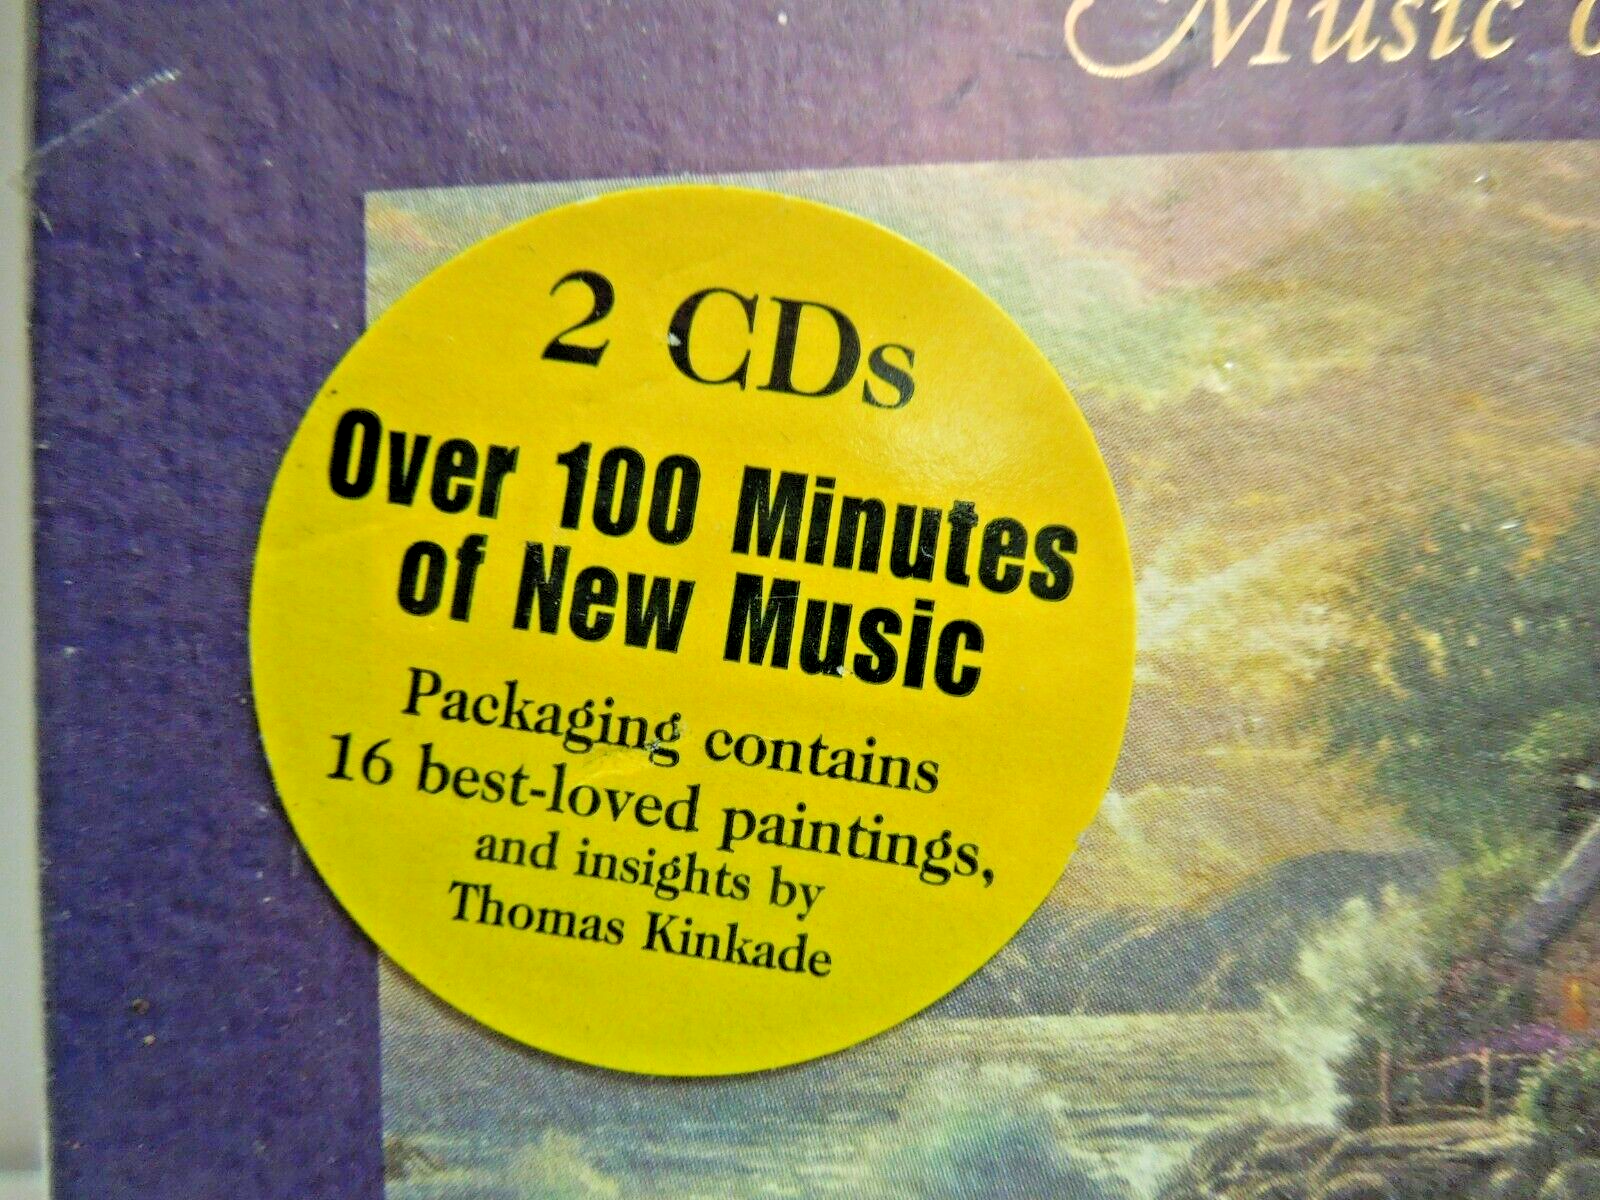 Music
2 CDs
Over 100 Minutes
of New Music
Packaging contains
16 best-loved paintings,
and insights by
Thomas Kinkade